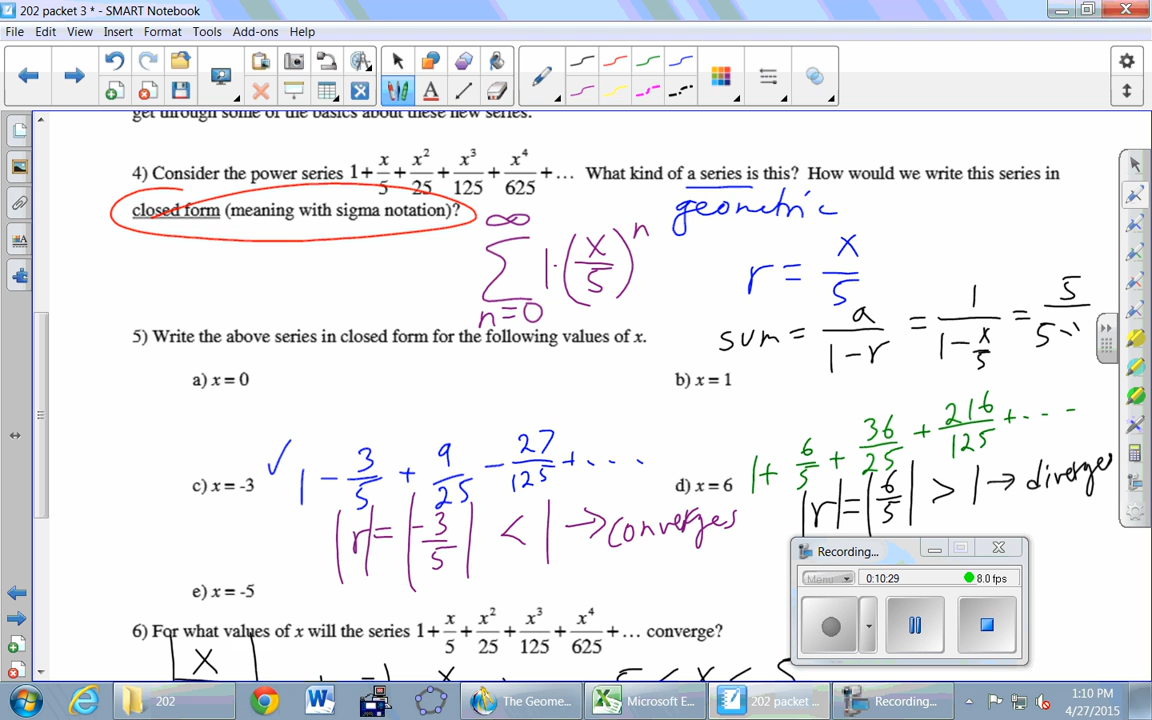 202 packet 3 * - SMART Notebook
File Edit View Insert Format Tools Add-ons Help
get through some of the basics about these new series.
4) Consider the power series 1 + x/5 + x²/25 + x³/125 + x⁴/625 + … What kind of a series is this? How would we write this series in
closed form (meaning with sigma notation)?
geometric
∞
∑ 1·(x/5)ⁿ
n=0
r = x/5
sum = a/(1-r) = 1/(1 - x/5) = 5/(5-
5) Write the above series in closed form for the following values of x.
a) x = 0 b) x = 1
c) x = -3 ✓ 1 - 3/5 + 9/25 - 27/125 + ....
|r| = |-3/5| < 1 → converges
d) x = 6 1 + 6/5 + 36/25 + 216/125 + ....
|r| = |6/5| > 1 → diverges
e) x = -5
6) For what values of x will the series 1 + x/5 + x²/25 + x³/125 + x⁴/625 + … converge?
x
Recording...
Menu
0:10:29 8.0 fps
202 The Geome... Microsoft E... 202 packet ... Recording...
1:10 PM
4/27/2015